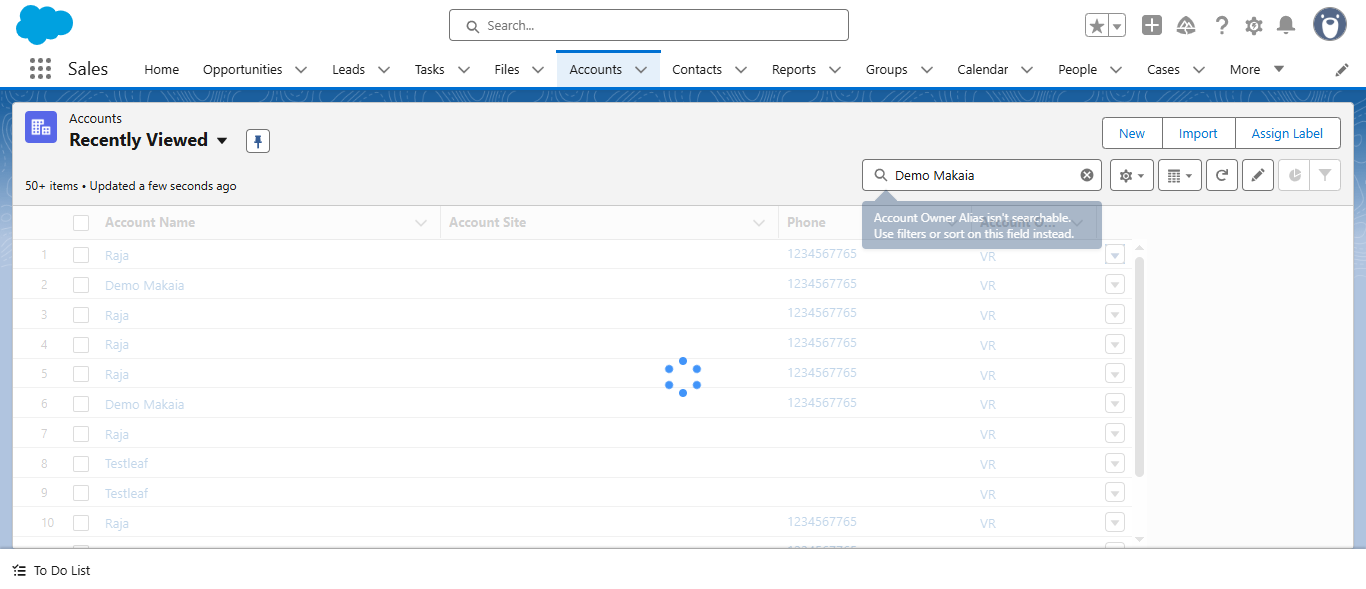 Search...
Sales
Home
Opportunities
Leads
Tasks
Files
Accounts
Contacts
Reports
Groups
Calendar
People
Cases
More
Accounts
Recently Viewed
New
Import
Assign Label
50+ items • Updated a few seconds ago
Demo Makaia
Account Owner Alias isn't searchable.
Use filters or sort on this field instead.
Account Name
Account Site
Phone
Account O...
1 Raja 1234567765 VR
2 Demo Makaia 1234567765 VR
3 Raja 1234567765 VR
4 Raja 1234567765 VR
5 Raja 1234567765 VR
6 Demo Makaia 1234567765 VR
7 Raja VR
8 Testleaf VR
9 Testleaf VR
10 Raja 1234567765 VR
To Do List